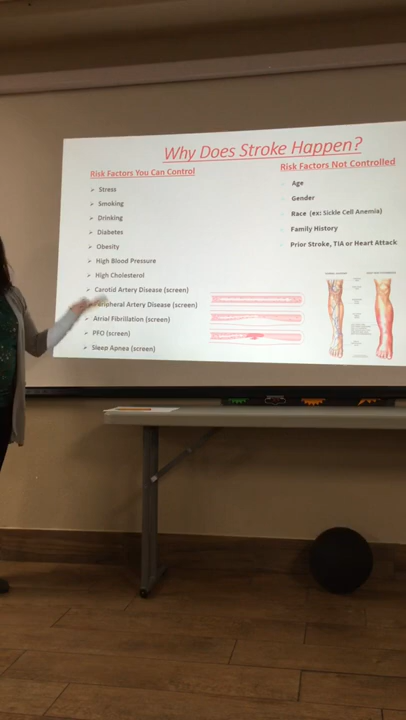 Why Does Stroke Happen?
Risk Factors You Can Control
Stress
Smoking
Drinking
Diabetes
Obesity
High Blood Pressure
High Cholesterol
Carotid Artery Disease (screen)
Peripheral Artery Disease (screen)
Atrial Fibrillation (screen)
PFO (screen)
Sleep Apnea (screen)
Risk Factors Not Controlled
Age
Gender
Race (ex: Sickle Cell Anemia)
Family History
Prior Stroke, TIA or Heart Attack